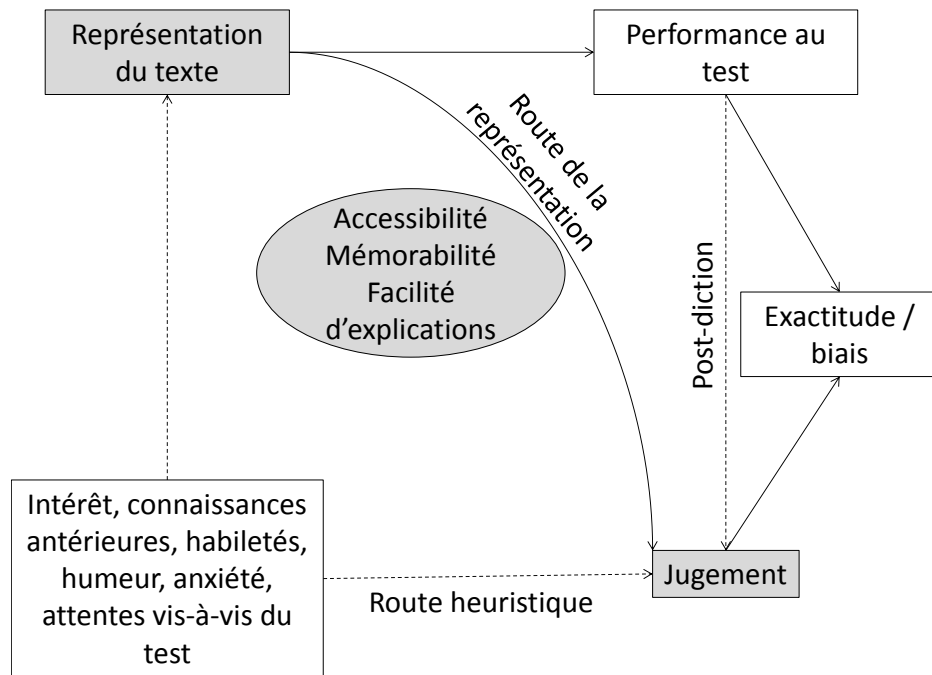 Représentation
du texte
Performance au
test
Route de la
représentation
Accessibilité
Mémorabilité
Facilité
d'explications
Post-diction
Exactitude /
biais
Intérêt, connaissances
antérieures, habiletés,
humeur, anxiété,
attentes vis-à-vis du
test
Route heuristique
Jugement